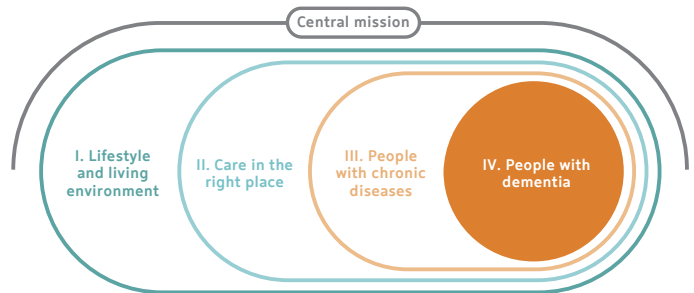 Central mission
I. Lifestyle
and living
environment
II. Care in the
right place
III. People
with chronic
diseases
IV. People with
dementia